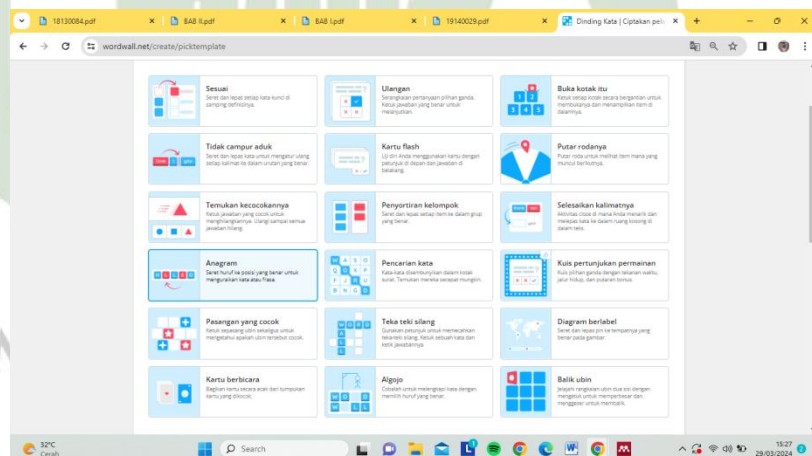 18130084.pdf
BAB II.pdf
BAB I.pdf
19140029.pdf
Dinding Kata | Ciptakan pel
wordwall.net/create/picktemplate
Sesuai
Seret dan lepas setiap kata kunci di
samping definisinya.
Ulangan
Serangkaian pertanyaan pilihan ganda.
Ketuk jawaban yang benar untuk
melanjutkan.
Buka kotak itu
Ketuk setiap kotak secara bergantian untuk
membukanya dan menampilkan item di
dalamnya.
Tidak campur aduk
Seret dan lepas kata untuk mengatur ulang
setiap kalimat ke dalam urutan yang benar.
Kartu flash
Uji diri Anda menggunakan kartu dengan
petunjuk di depan dan jawaban di
belakang.
Putar rodanya
Putar roda untuk melihat item mana yang
muncul berikutnya.
Temukan kecocokannya
Ketuk jawaban yang cocok untuk
menghilangkannya. Ulangi sampai semua
jawaban hilang.
Penyortiran kelompok
Seret dan lepas setiap item ke dalam grup
yang benar.
Selesaikan kalimatnya
Aktivitas cloze di mana Anda menarik dan
melepas kata ke dalam ruang kosong di
dalam teks.
Anagram
Seret huruf ke posisi yang benar untuk
menguraikan kata atau frasa.
Pencarian kata
Kata-kata disembunyikan dalam kotak
surat. Temukan mereka secepat mungkin.
Kuis pertunjukan permainan
Kuis pilihan ganda dengan tekanan waktu,
jalur hidup, dan putaran bonus.
Pasangan yang cocok
Ketuk sepasang ubin sekaligus untuk
mengetahui apakah ubin tersebut cocok.
Teka teki silang
Gunakan petunjuk untuk memecahkan
teka-teki silang. Ketuk sebuah kata dan
ketik jawabannya.
Diagram berlabel
Seret dan lepas pin ke tempatnya yang
benar pada gambar
Kartu berbicara
Bagikan kartu secara acak dari tumpukan
kartu yang dikocok.
Algojo
Cobalah untuk melengkapi kata dengan
memilih huruf yang benar.
Balik ubin
Jelajahi rangkaian ubin dua sisi dengan
mengetuk untuk memperbesar dan
menggeser untuk membalik.
32°C
Cerah
Search
15:27
29/03/2024